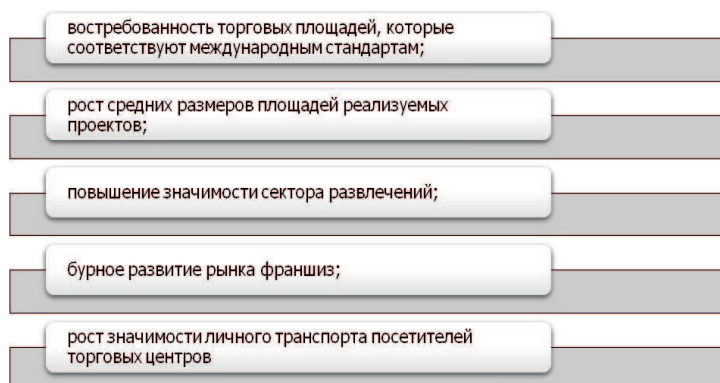 востребованность торговых площадей, которые
соответствуют международным стандартам;
рост средних размеров площадей реализуемых
проектов;
повышение значимости сектора развлечений;
бурное развитие рынка франшиз;
рост значимости личного транспорта посетителей
торговых центров